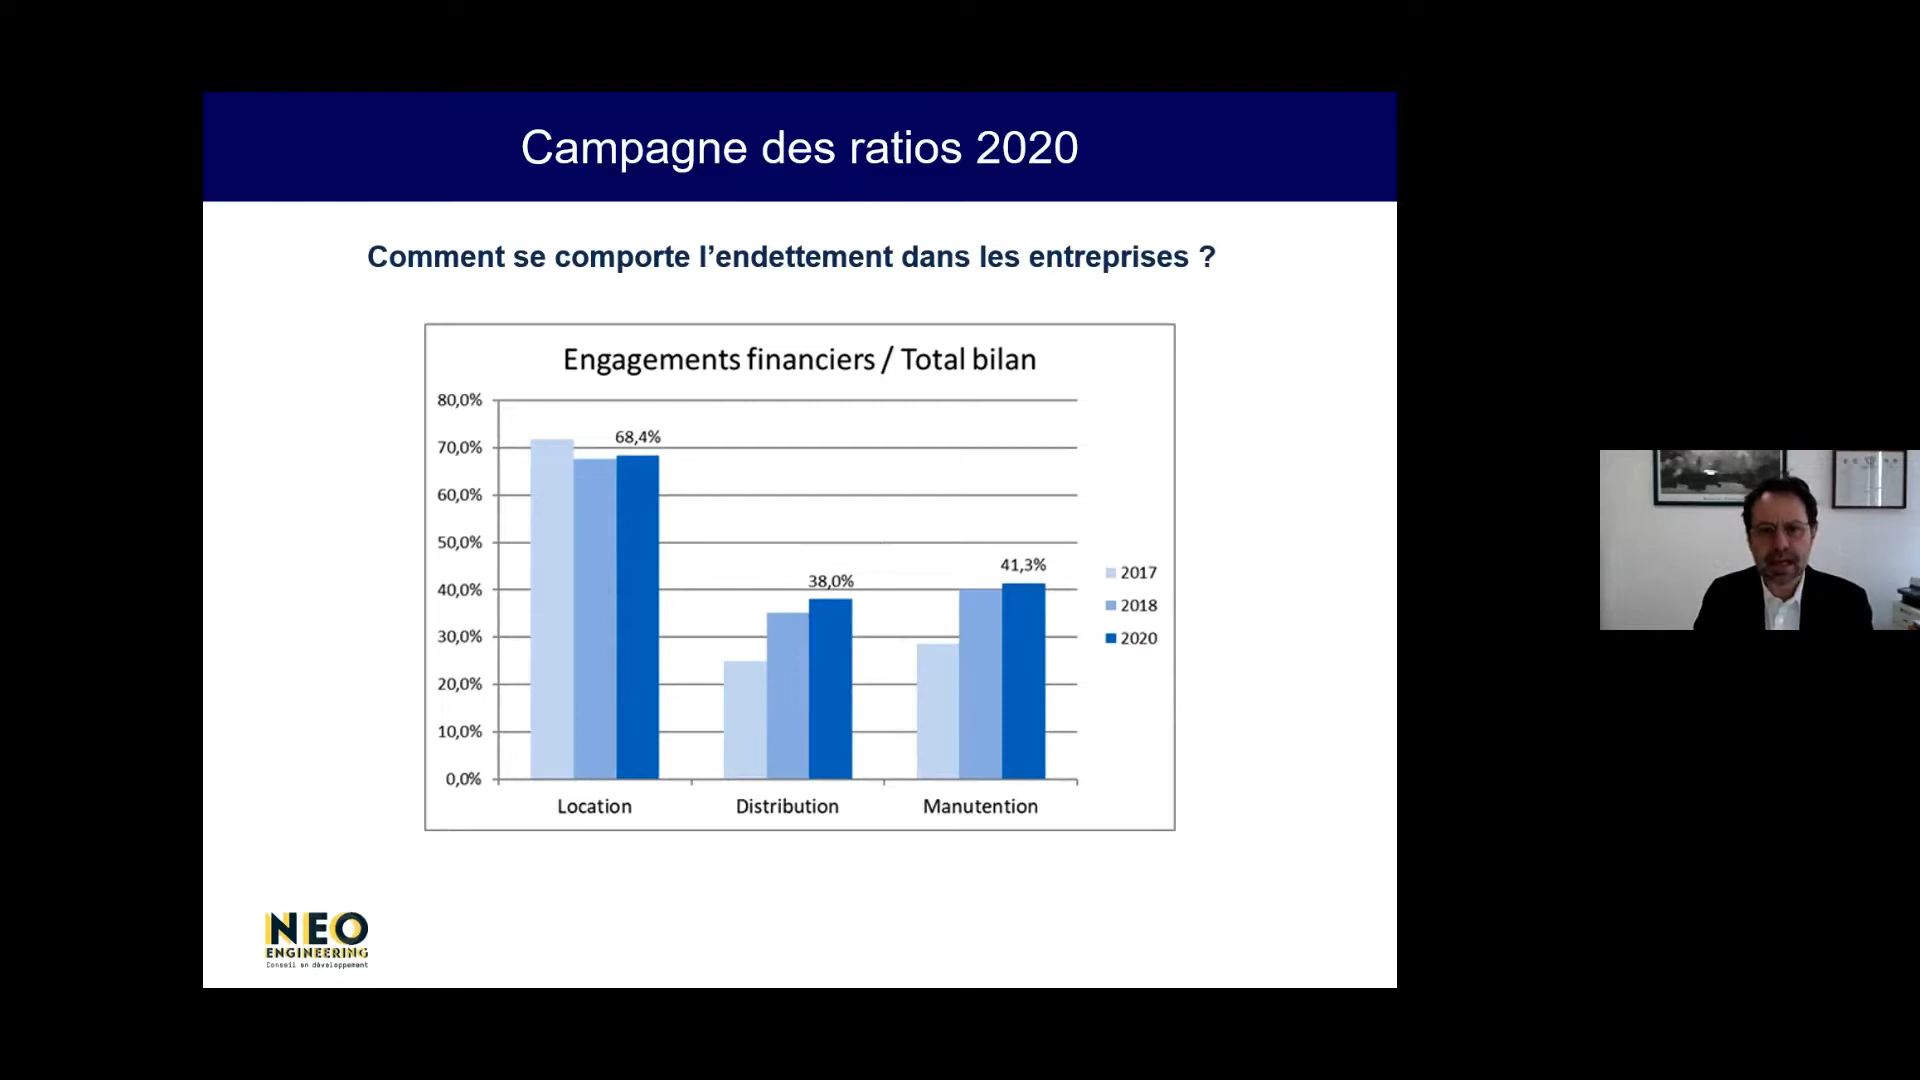 Campagne des ratios 2020
Comment se comporte l’endettement dans les entreprises ?
Engagements financiers / Total bilan
80,0%
70,0%
60,0%
50,0%
40,0%
30,0%
20,0%
10,0%
0,0%
68,4%
38,0%
41,3%
2017
2018
2020
Location
Distribution
Manutention
NEO
ENGINEERING
Conseil en développement